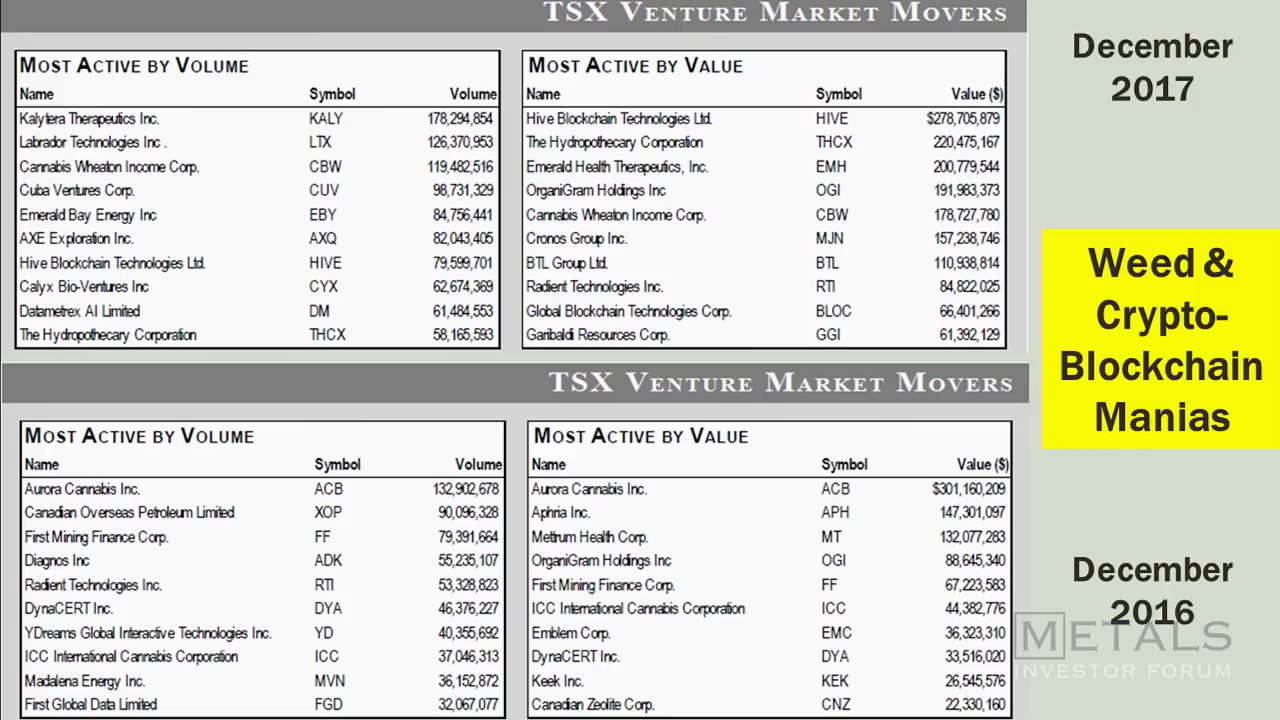 TSX VENTURE MARKET MOVERS
MOST ACTIVE BY VOLUME
Name Symbol Volume
Kalytera Therapeutics Inc. KALY 178,294,854
Labrador Technologies Inc . LTX 126,370,953
Cannabis Wheaton Income Corp. CBW 119,482,516
Cuba Ventures Corp. CUV 98,731,329
Emerald Bay Energy Inc EBY 84,756,441
AXE Exploration Inc. AXQ 82,043,405
Hive Blockchain Technologies Ltd. HIVE 79,599,701
Calyx Bio-Ventures Inc CYX 62,674,369
Datametrex AI Limited DM 61,484,553
The Hydropothecary Corporation THCX 58,165,593
MOST ACTIVE BY VALUE
Name Symbol Value ($)
Hive Blockchain Technologies Ltd. HIVE $278,705,879
The Hydropothecary Corporation THCX 220,475,167
Emerald Health Therapeutics, Inc. EMH 200,779,544
OrganiGram Holdings Inc OGI 191,983,373
Cannabis Wheaton Income Corp. CBW 178,727,780
Cronos Group Inc. MJN 157,238,746
BTL Group Ltd. BTL 110,938,814
Radient Technologies Inc. RTI 84,822,025
Global Blockchain Technologies Corp. BLOC 66,401,266
Garibaldi Resources Corp. GGI 61,392,129
December
2017
Weed &
Crypto-
Blockchain
Manias
TSX VENTURE MARKET MOVERS
MOST ACTIVE BY VOLUME
Name Symbol Volume
Aurora Cannabis Inc. ACB 132,902,678
Canadian Overseas Petroleum Limited XOP 90,096,328
First Mining Finance Corp. FF 79,391,664
Diagnos Inc ADK 55,235,107
Radient Technologies Inc. RTI 53,328,823
DynaCERT Inc. DYA 46,376,227
YDreams Global Interactive Technologies Inc. YD 40,355,692
ICC International Cannabis Corporation ICC 37,046,313
Madalena Energy Inc. MVN 36,152,872
First Global Data Limited FGD 32,067,077
MOST ACTIVE BY VALUE
Name Symbol Value ($)
Aurora Cannabis Inc. ACB $301,160,209
Aphria Inc. APH 147,301,097
Mettrum Health Corp. MT 132,077,283
OrganiGram Holdings Inc OGI 88,645,340
First Mining Finance Corp. FF 67,223,583
ICC International Cannabis Corporation ICC 44,382,776
Emblem Corp. EMC 36,323,310
DynaCERT Inc. DYA 33,516,020
Keek Inc. KEK 26,545,576
Canadian Zeolite Corp. CNZ 22,330,160
December
2016
METALS
INVESTOR FORUM